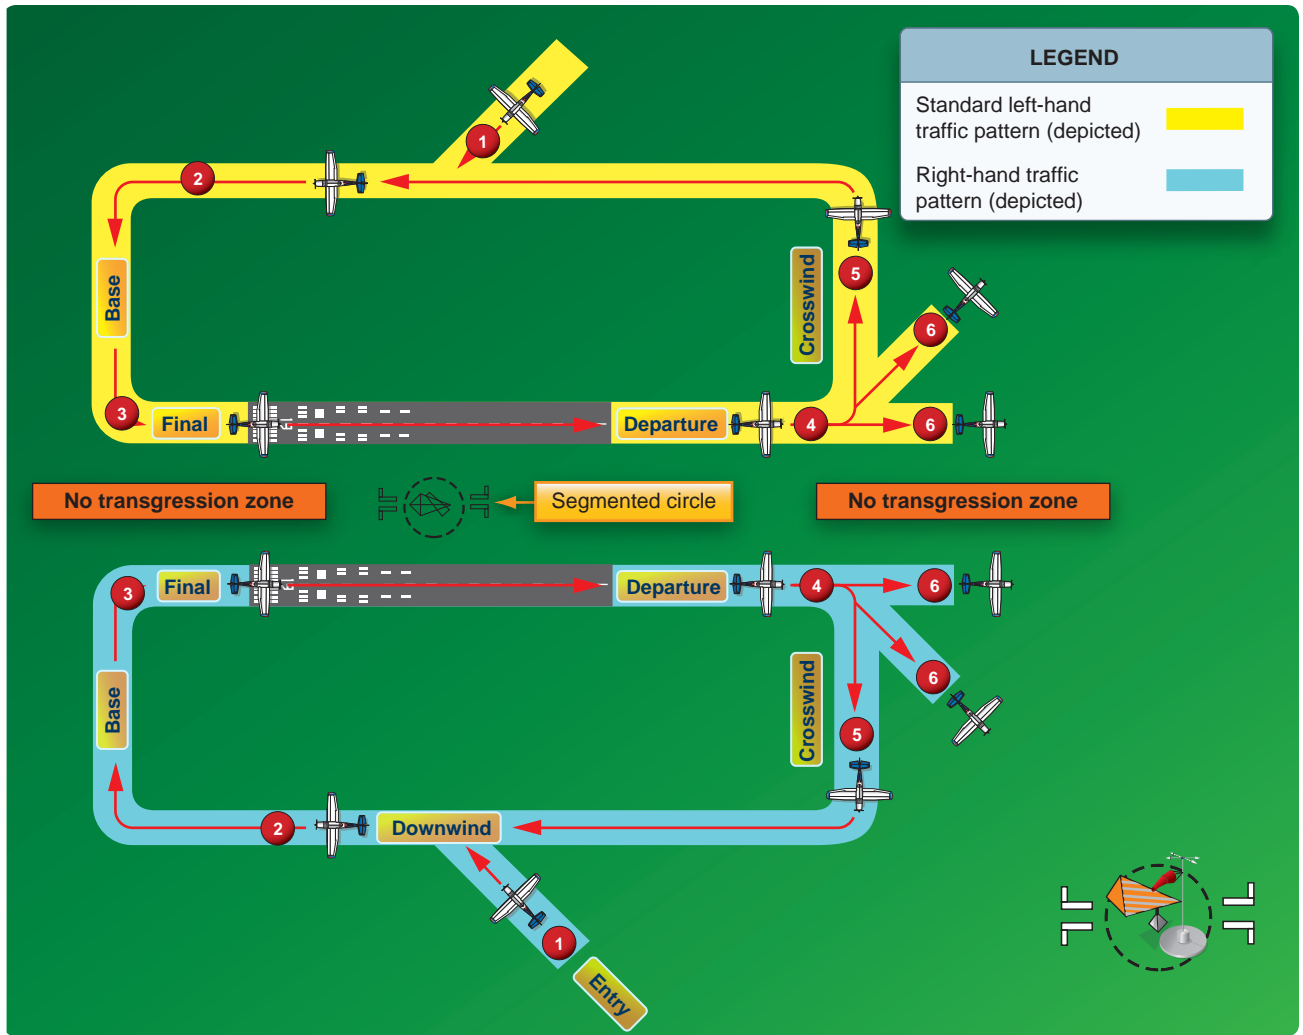 LEGEND
Standard left-hand
traffic pattern (depicted)
Right-hand traffic
pattern (depicted)
1
2
5
Base
Crosswind
6
3
Final
Departure
4
6
No transgression zone
Segmented circle
No transgression zone
3
Final
Departure
4
6
Base
Crosswind
6
5
2
Downwind
1
Entry